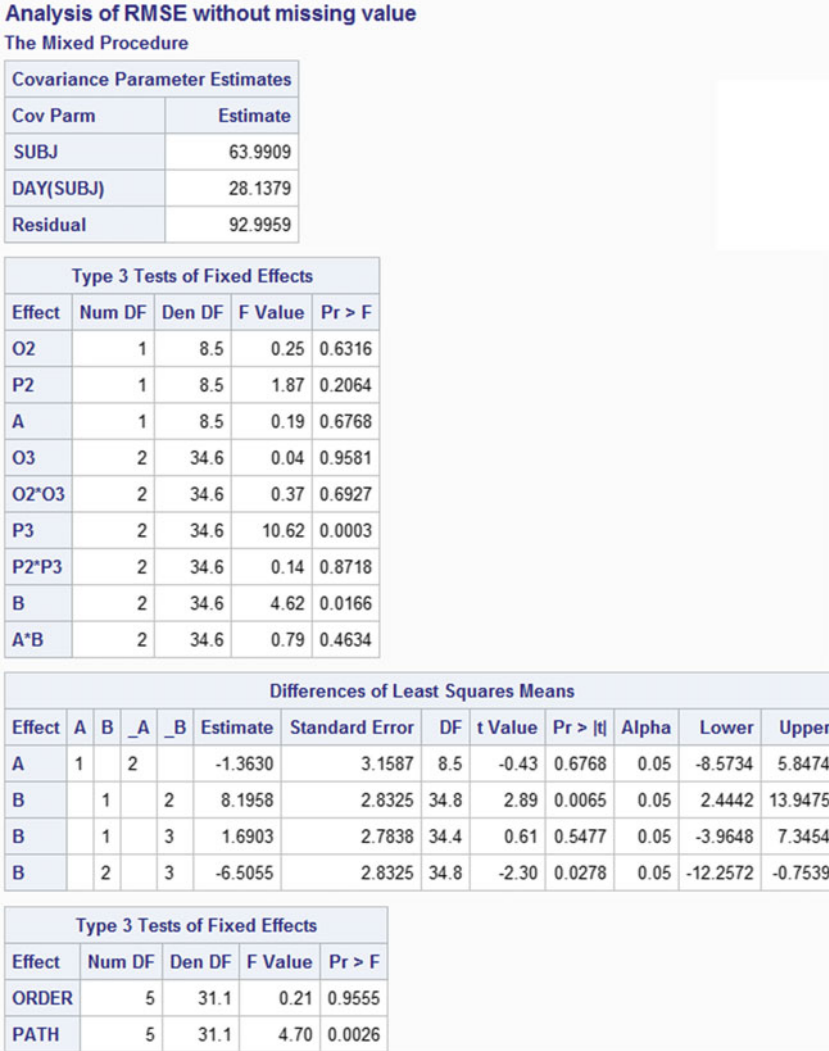 Analysis of RMSE without missing value
The Mixed Procedure
Covariance Parameter Estimates
Cov Parm Estimate
SUBJ 63.9909
DAY(SUBJ) 28.1379
Residual 92.9959
Type 3 Tests of Fixed Effects
Effect Num DF Den DF F Value Pr > F
O2 1 8.5 0.25 0.6316
P2 1 8.5 1.87 0.2064
A 1 8.5 0.19 0.6768
O3 2 34.6 0.04 0.9581
O2*O3 2 34.6 0.37 0.6927
P3 2 34.6 10.62 0.0003
P2*P3 2 34.6 0.14 0.8718
B 2 34.6 4.62 0.0166
A*B 2 34.6 0.79 0.4634
Differences of Least Squares Means
Effect A B _A _B Estimate Standard Error DF t Value Pr > |t| Alpha Lower Upper
A 1 2 -1.3630 3.1587 8.5 -0.43 0.6768 0.05 -8.5734 5.8474
B 1 2 8.1958 2.8325 34.8 2.89 0.0065 0.05 2.4442 13.9475
B 1 3 1.6903 2.7838 34.4 0.61 0.5477 0.05 -3.9648 7.3454
B 2 3 -6.5055 2.8325 34.8 -2.30 0.0278 0.05 -12.2572 -0.7539
Type 3 Tests of Fixed Effects
Effect Num DF Den DF F Value Pr > F
ORDER 5 31.1 0.21 0.9555
PATH 5 31.1 4.70 0.0026